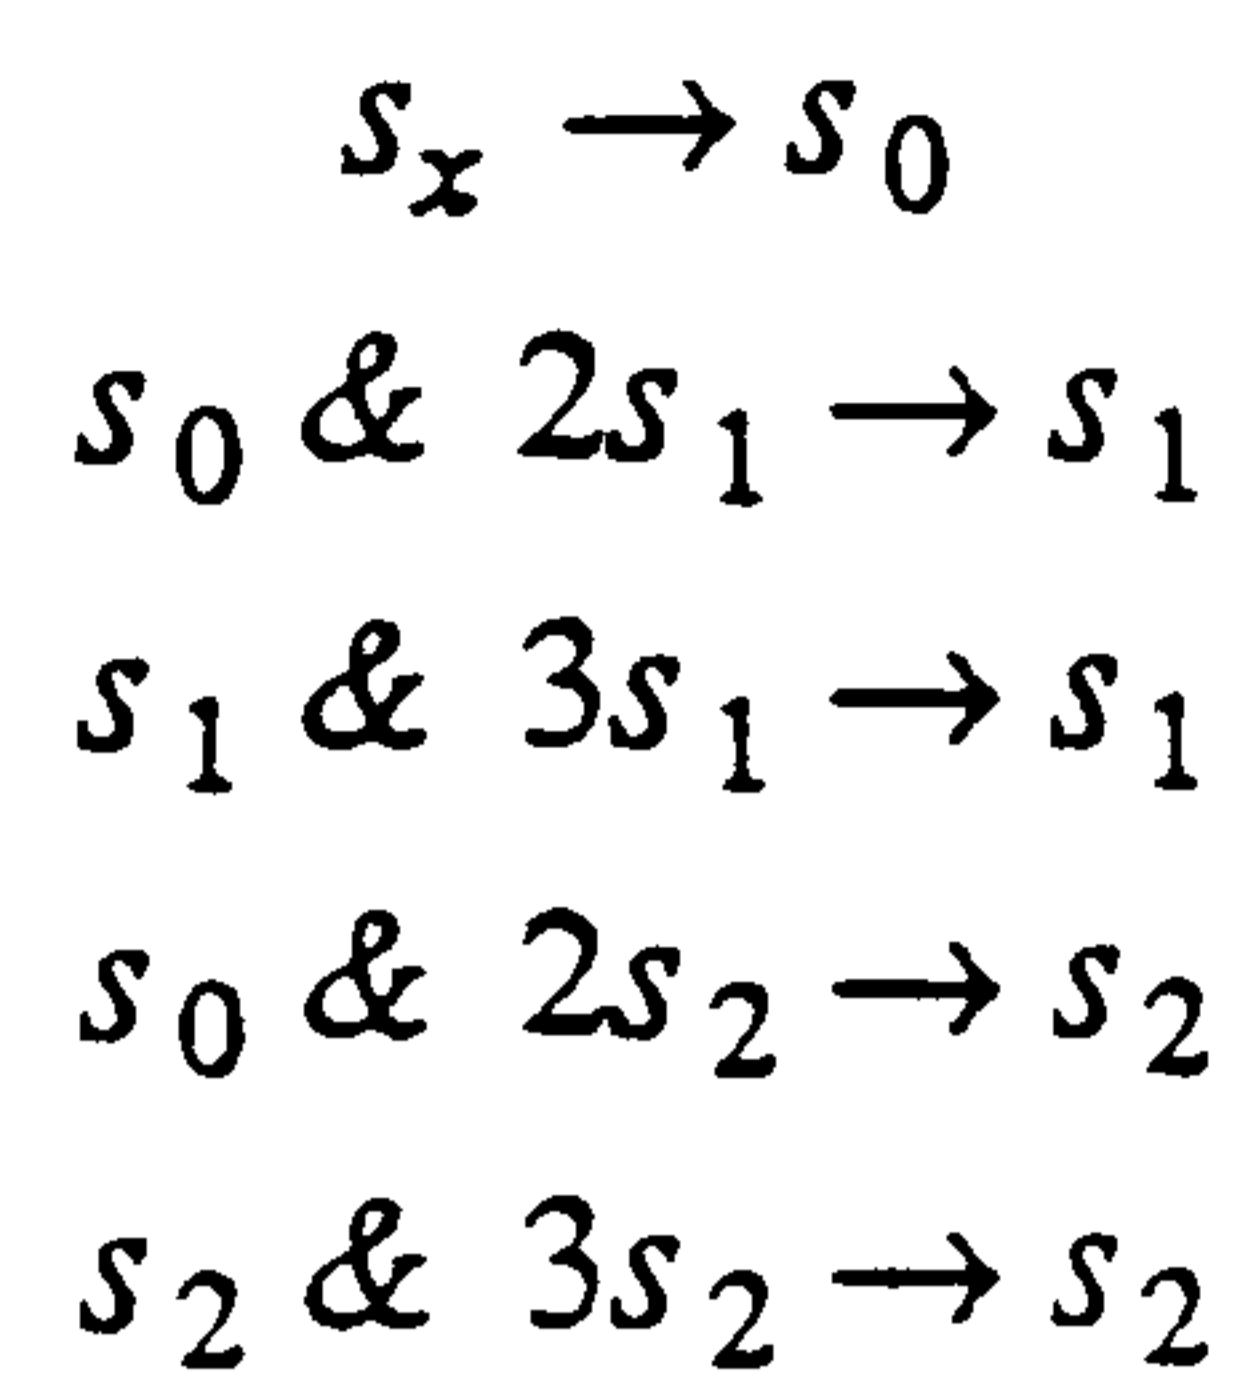 s_x → s_0
s_0 & 2s_1 → s_1
s_1 & 3s_1 → s_1
s_0 & 2s_2 → s_2
s_2 & 3s_2 → s_2